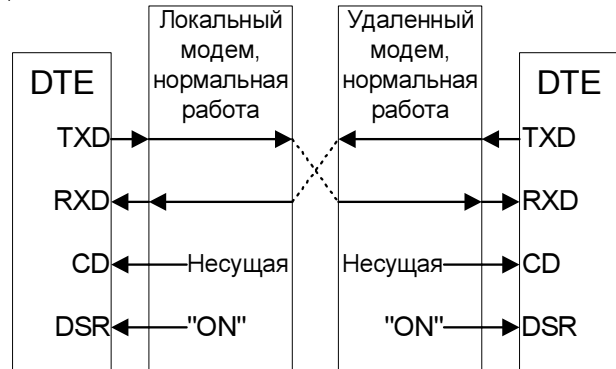 Локальный
модем,
нормальная
работа
Удаленный
модем,
нормальная
работа
DTE
DTE
TXD
TXD
RXD
RXD
CD
Несущая
Несущая
CD
DSR
"ON"
"ON"
DSR